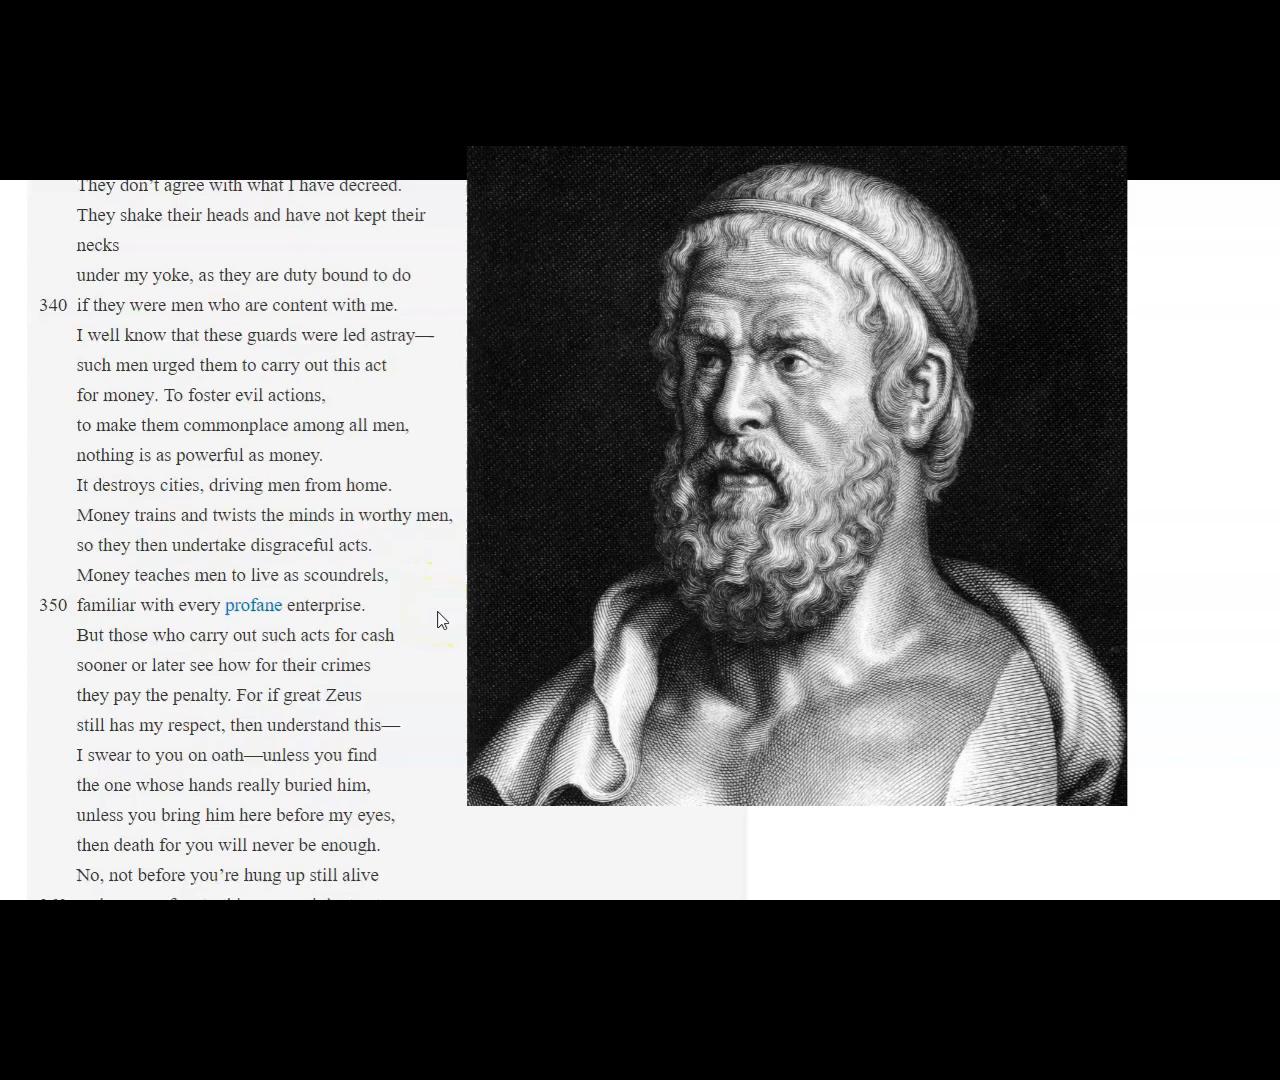 They don’t agree with what I have decreed.
They shake their heads and have not kept their
necks
under my yoke, as they are duty bound to do
340 if they were men who are content with me.
I well know that these guards were led astray—
such men urged them to carry out this act
for money. To foster evil actions,
to make them commonplace among all men,
nothing is as powerful as money.
It destroys cities, driving men from home.
Money trains and twists the minds in worthy men,
so they then undertake disgraceful acts.
Money teaches men to live as scoundrels,
350 familiar with every profane enterprise.
But those who carry out such acts for cash
sooner or later see how for their crimes
they pay the penalty. For if great Zeus
still has my respect, then understand this—
I swear to you on oath—unless you find
the one whose hands really buried him,
unless you bring him here before my eyes,
then death for you will never be enough.
No, not before you’re hung up still alive